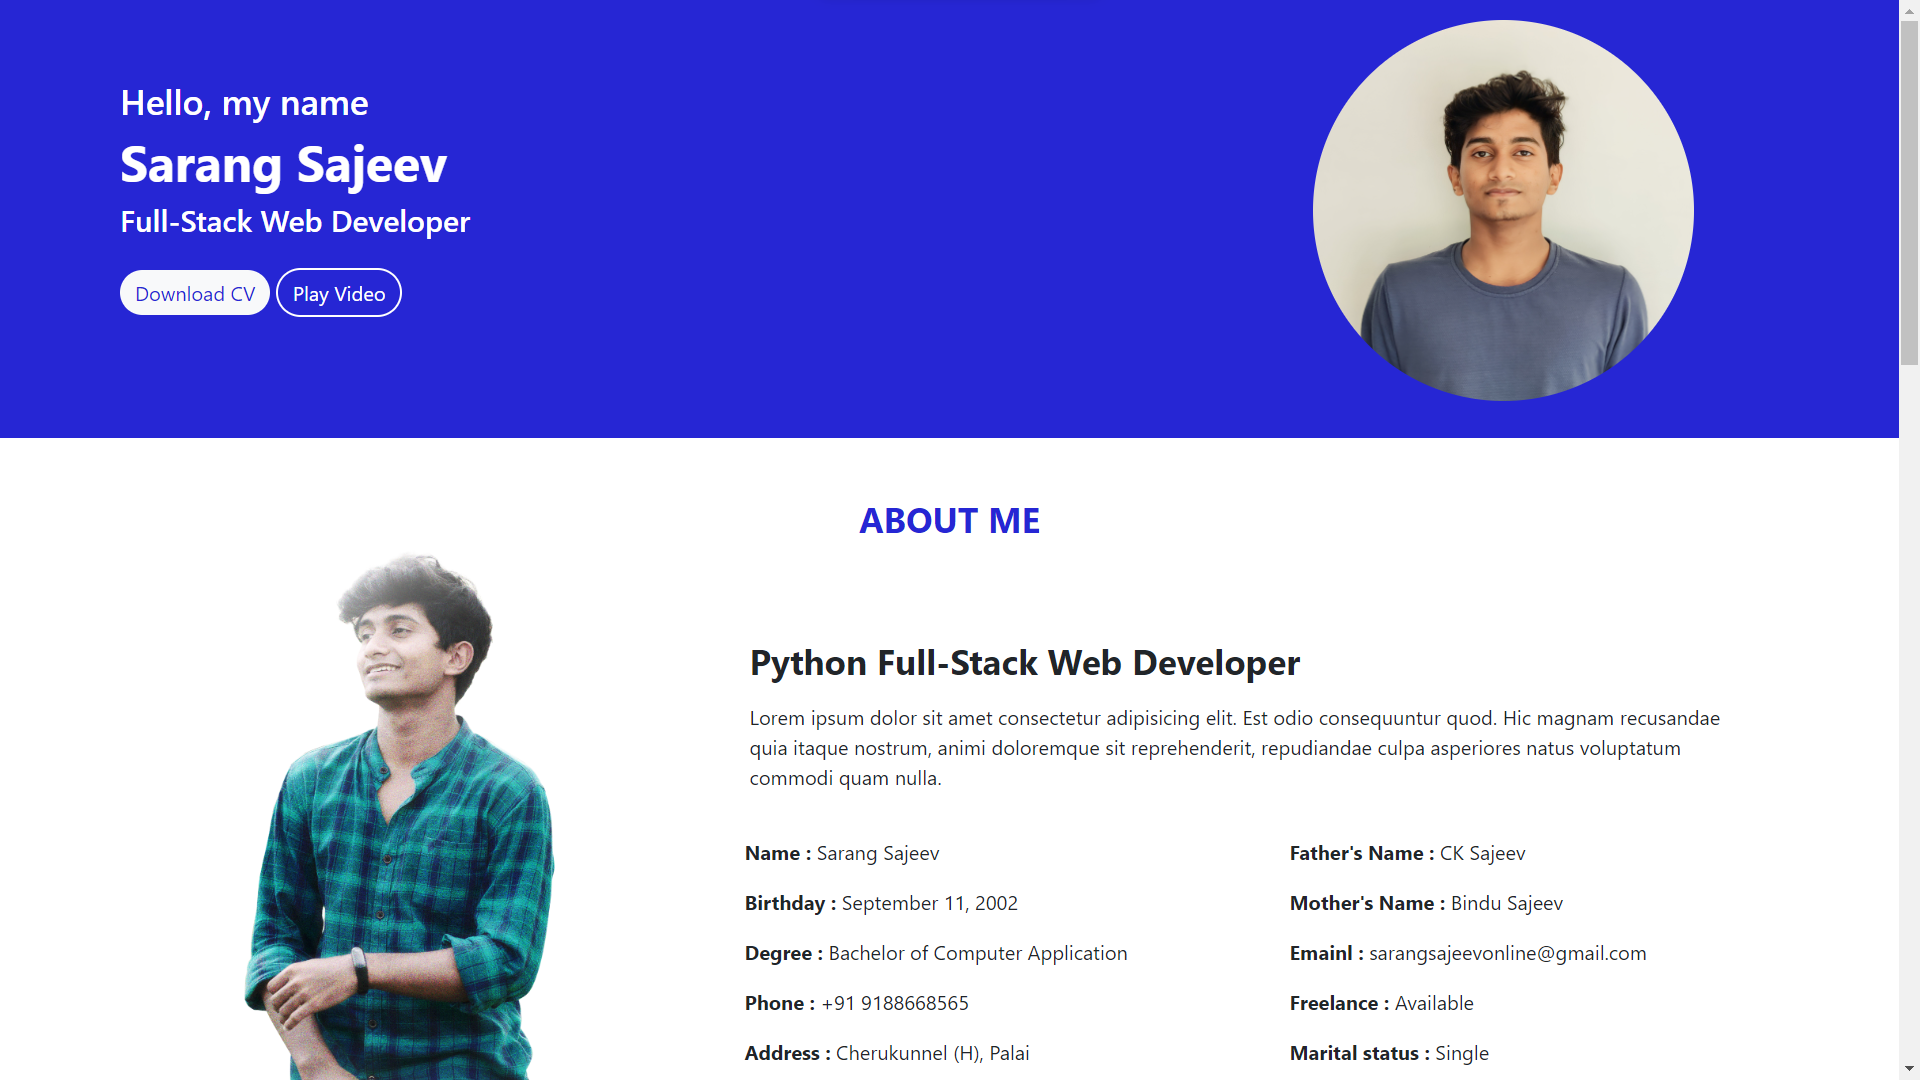 Hello, my name
Sarang Sajeev
Full-Stack Web Developer
Download CV
Play Video
ABOUT ME
Python Full-Stack Web Developer
Lorem ipsum dolor sit amet consectetur adipisicing elit. Est odio consequuntur quod. Hic magnam recusandae
quia itaque nostrum, animi doloremque sit reprehenderit, repudiandae culpa asperiores natus voluptatum
commodi quam nulla.
Name : Sarang Sajeev
Father's Name : CK Sajeev
Birthday : September 11, 2002
Mother's Name : Bindu Sajeev
Degree : Bachelor of Computer Application
Emainl : sarangsajeevonline@gmail.com
Phone : +91 9188668565
Freelance : Available
Address : Cherukunnel (H), Palai
Marital status : Single